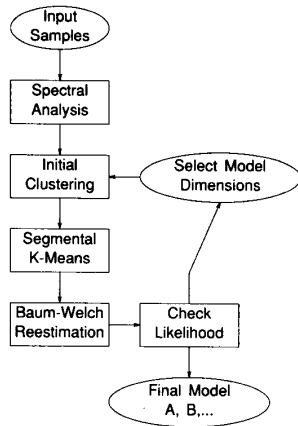 Input
Samples
Spectral
Analysis
Initial
Clustering
Select Model
Dimensions
Segmental
K-Means
Baum-Welch
Reestimation
Check
Likelihood
Final Model
A, B,...